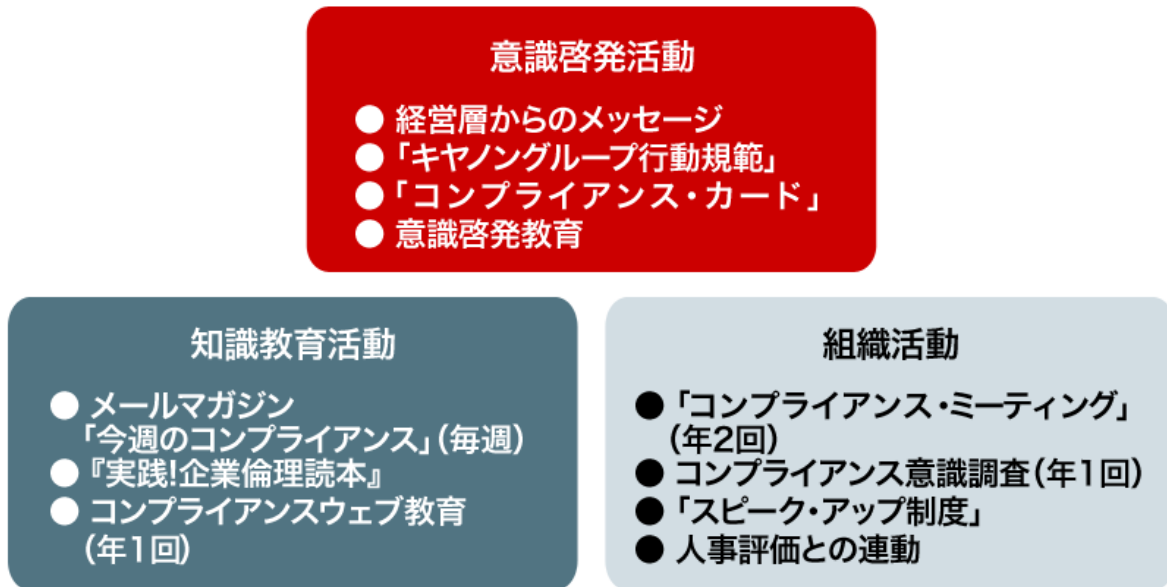 意識啓発活動
● 経営層からのメッセージ
● 「キヤノングループ行動規範」
● 「コンプライアンス・カード」
● 意識啓発教育
知識教育活動
● メールマガジン
「今週のコンプライアンス」(毎週)
● 『実践!企業倫理読本』
● コンプライアンスウェブ教育
(年1回)
組織活動
● 「コンプライアンス・ミーティング」
(年2回)
● コンプライアンス意識調査(年1回)
● 「スピーク・アップ制度」
● 人事評価との連動